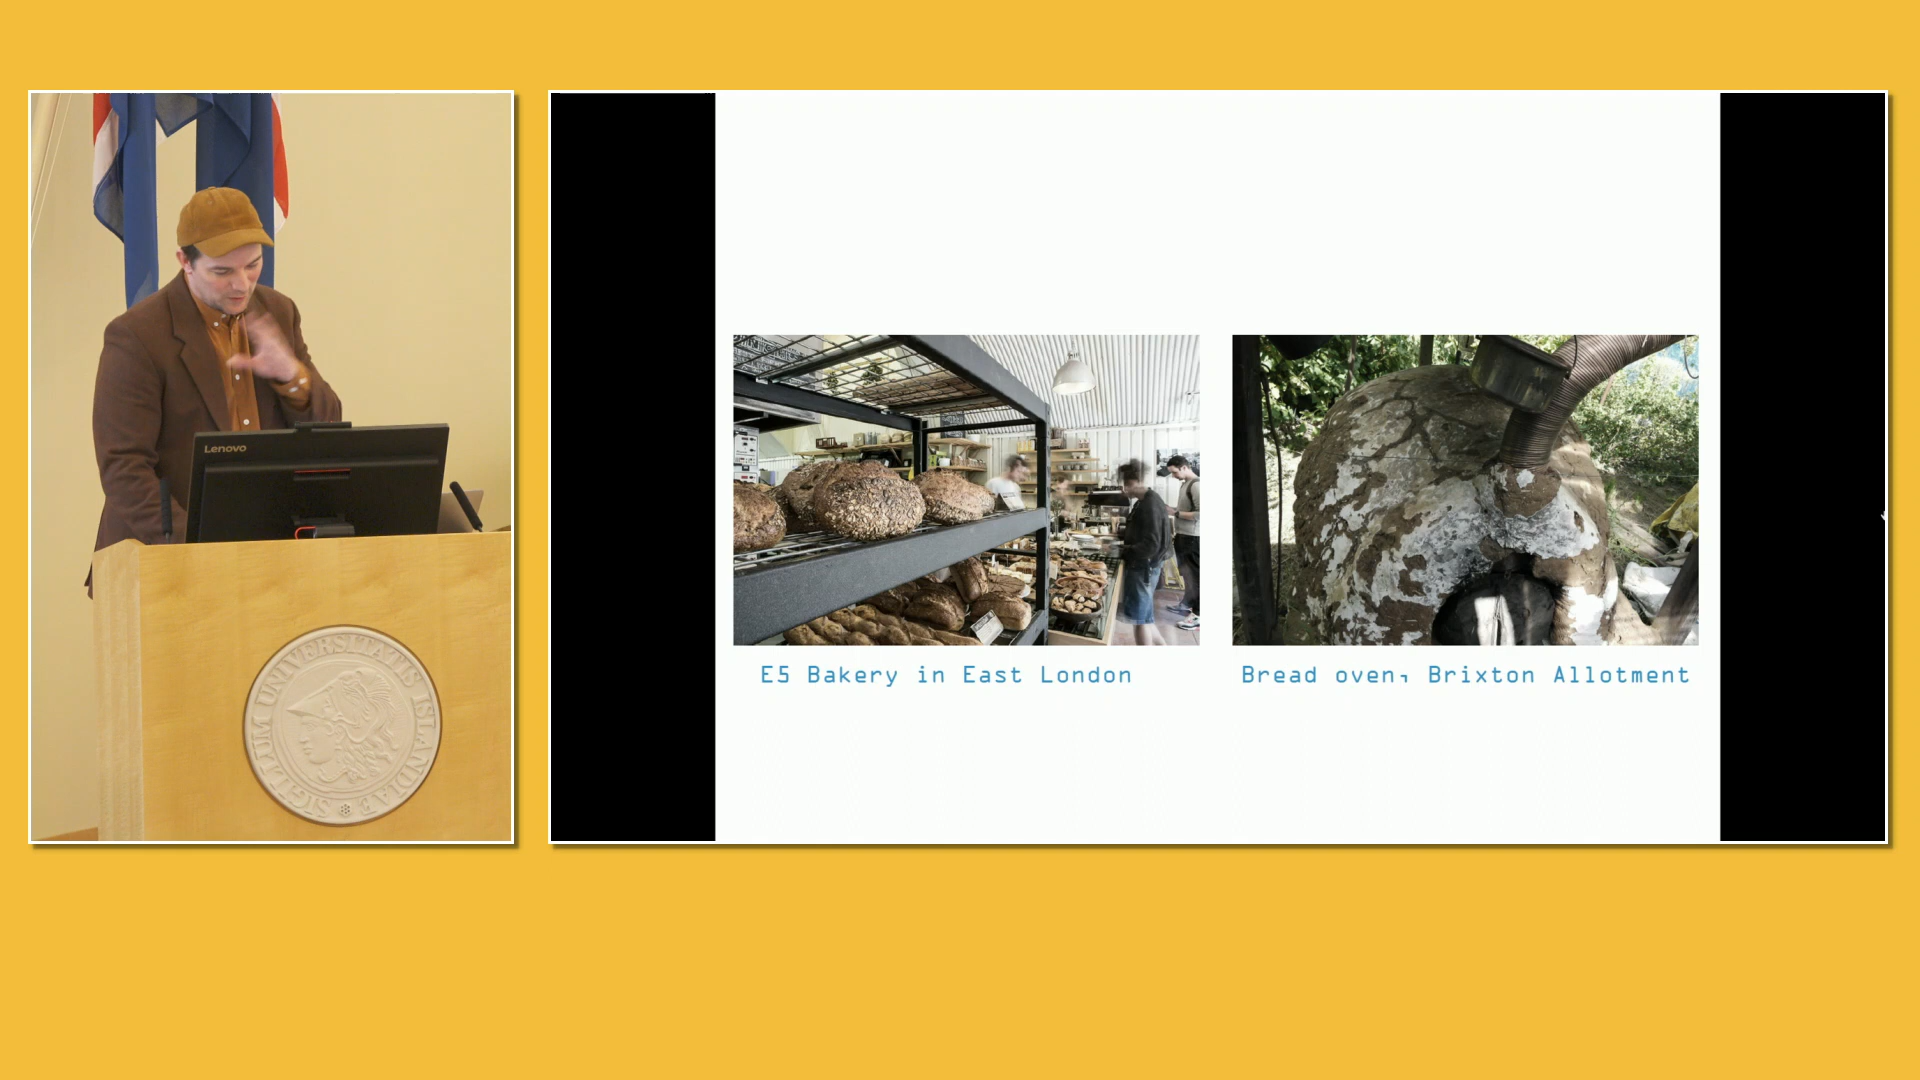 Lenovo
SIGILLUM UNIVERSITATIS ISLANDIAE
E5 Bakery in East London
Bread oven, Brixton Allotment